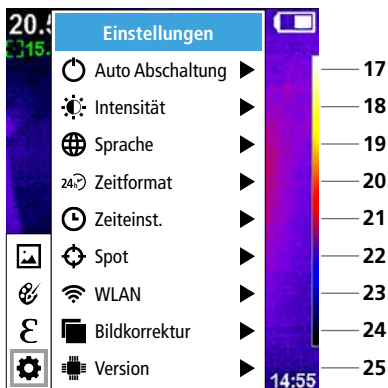 20.5
Einstellungen
15.
Auto Abschaltung 17
Intensität 18
Sprache 19
24h Zeitformat 20
Zeiteinst. 21
Spot 22
WLAN 23
ε Bildkorrektur 24
Version 25
14:55